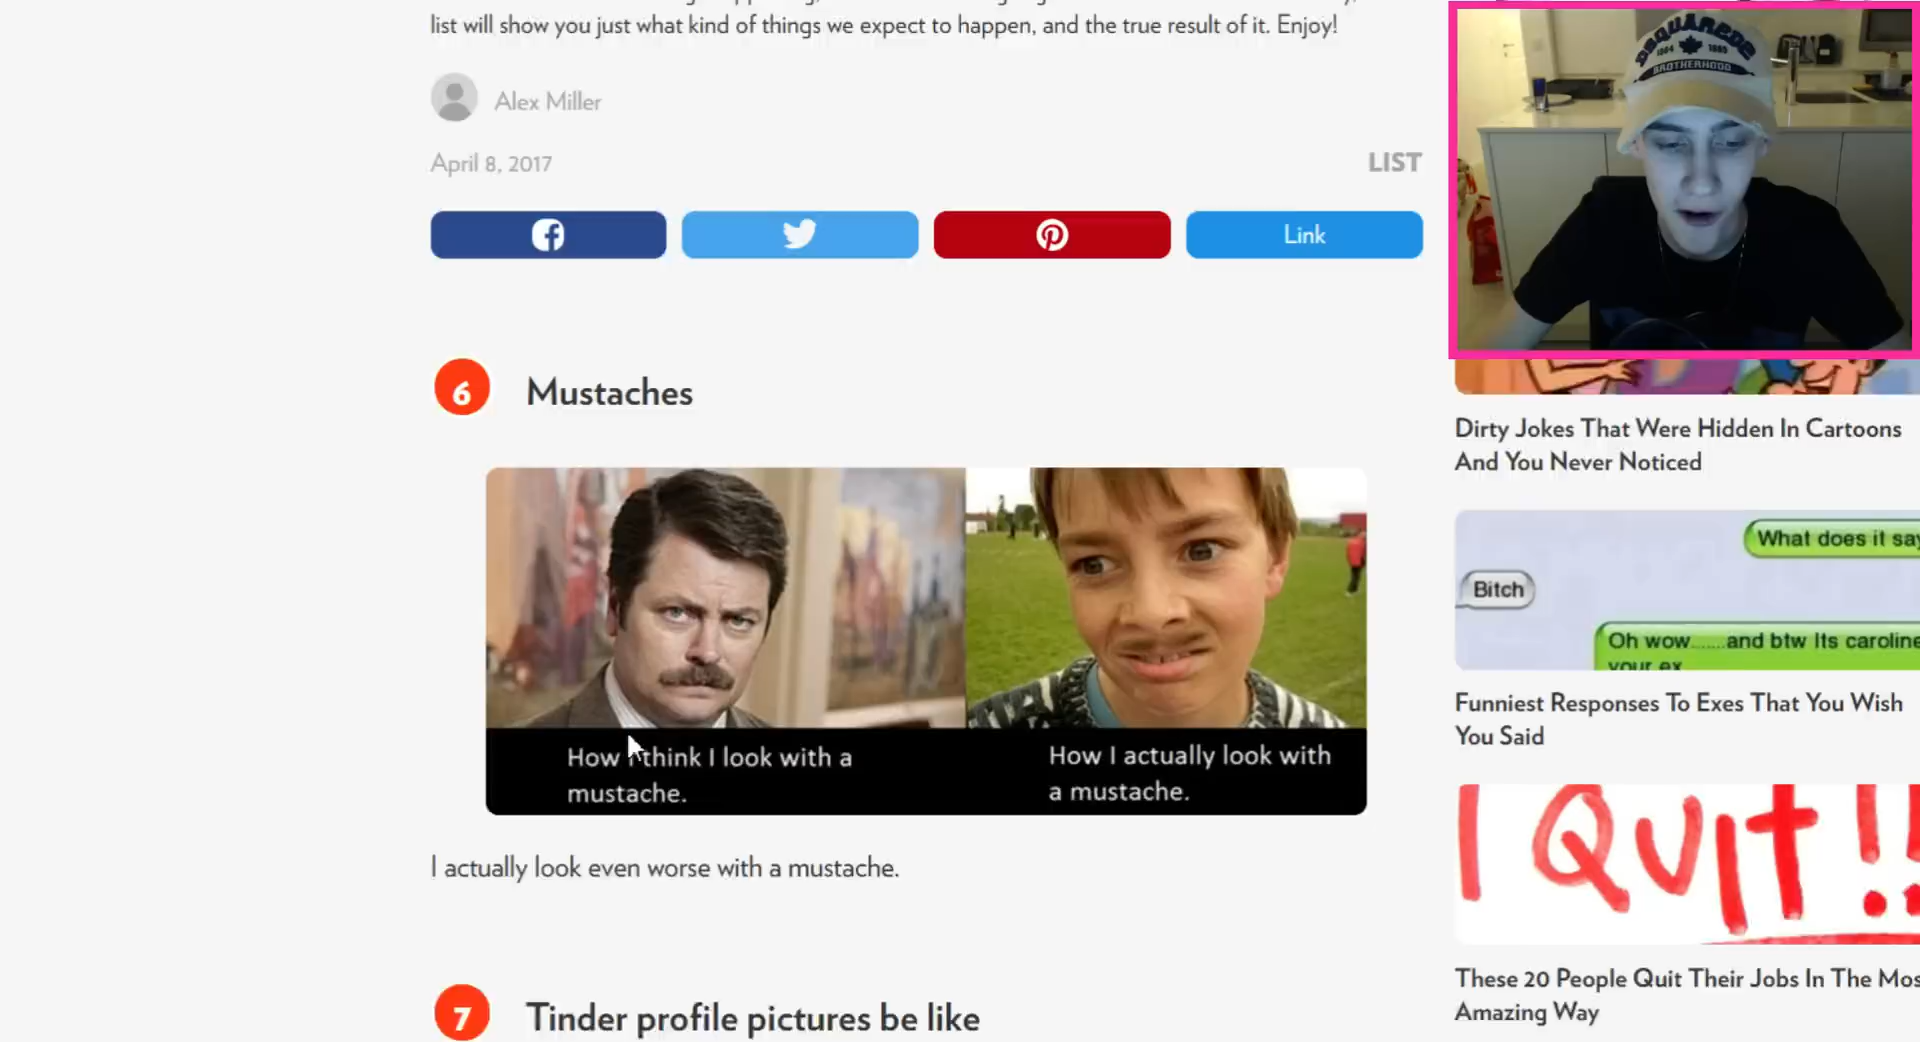 list will show you just what kind of things we expect to happen, and the true result of it. Enjoy!
Alex Miller
April 8, 2017
LIST
Link
6 Mustaches
How I think I look with a
mustache.
How I actually look with
a mustache.
I actually look even worse with a mustache.
7 Tinder profile pictures be like
DSQUARED2
1964 1995
BROTHERHOOD
Dirty Jokes That Were Hidden In Cartoons
And You Never Noticed
What does it say
Bitch
Oh wow......and btw Its caroline
your ex
Funniest Responses To Exes That You Wish
You Said
I QUIT!!
These 20 People Quit Their Jobs In The Mos
Amazing Way